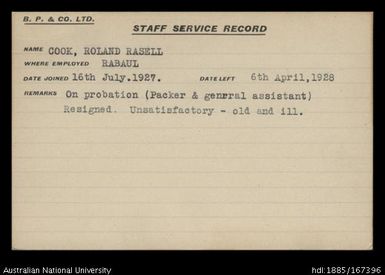 B. P. & CO. LTD.
STAFF SERVICE RECORD
NAME COOK, ROLAND RASELL
WHERE EMPLOYED RABAUL
DATE JOINED 16th July.1927. DATE LEFT 6th April,1928
REMARKS On probation (Packer & genrral assistant)
Resigned. Unsatisfactory - old and ill.
Australian National University
hdl:1885/167396